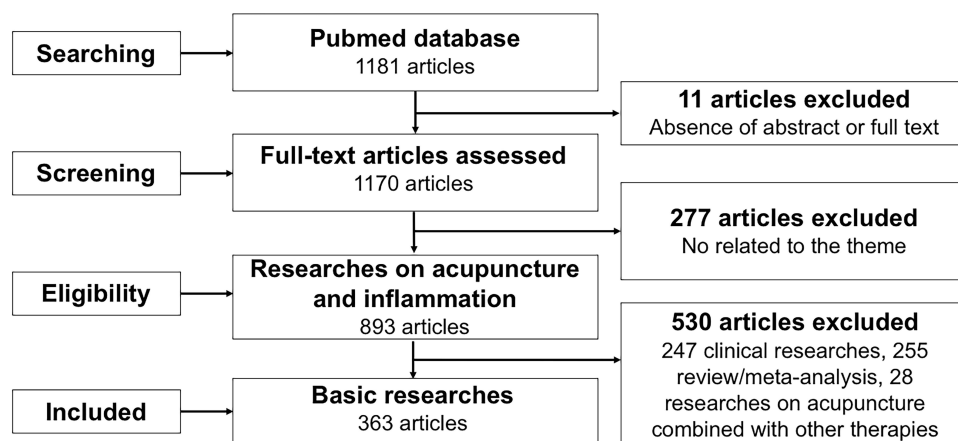 Searching
Pubmed database
1181 articles
11 articles excluded
Absence of abstract or full text
Screening
Full-text articles assessed
1170 articles
277 articles excluded
No related to the theme
Eligibility
Researches on acupuncture
and inflammation
893 articles
530 articles excluded
247 clinical researches, 255
review/meta-analysis, 28
researches on acupuncture
combined with other therapies
Included
Basic researches
363 articles